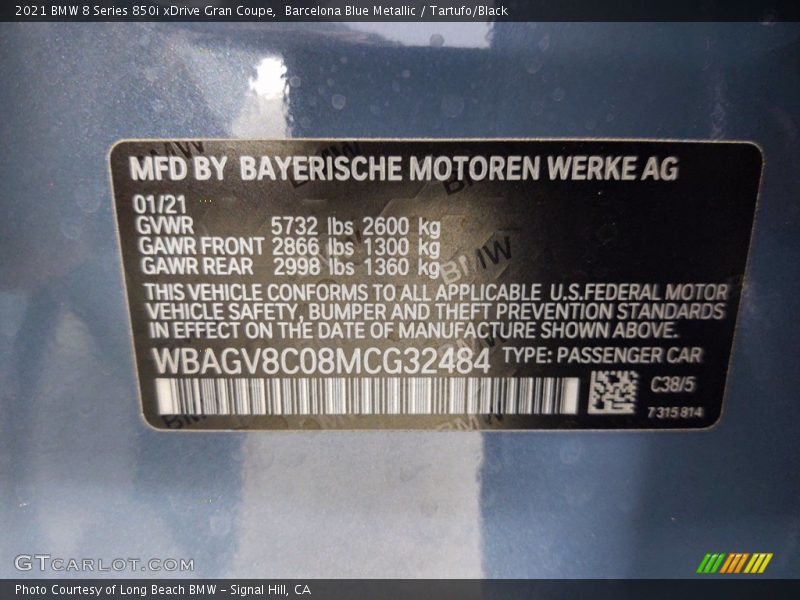 2021 BMW 8 Series 850i xDrive Gran Coupe,  Barcelona Blue Metallic / Tartufo/Black
MFD BY BAYERISCHE MOTOREN WERKE AG
01/21
GVWR 5732 lbs 2600 kg
GAWR FRONT 2866 lbs 1300 kg
GAWR REAR 2998 lbs 1360 kg
BMW
THIS VEHICLE CONFORMS TO ALL APPLICABLE U.S.FEDERAL MOTOR
VEHICLE SAFETY, BUMPER AND THEFT PREVENTION STANDARDS
IN EFFECT ON THE DATE OF MANUFACTURE SHOWN ABOVE.
WBAGV8C08MCG32484 TYPE: PASSENGER CAR
C38/5
7 315 814
GTCARLOT.COM
Photo Courtesy of Long Beach BMW – Signal Hill, CA